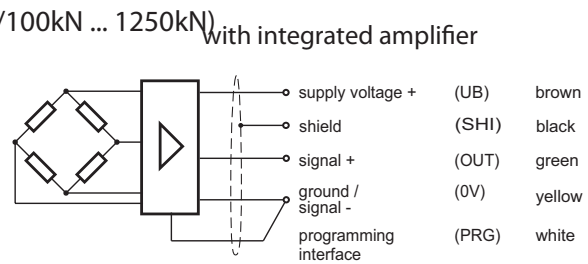 /100kN ... 1250kN)
with integrated amplifier
supply voltage + (UB) brown
shield (SHI) black
signal + (OUT) green
ground / (0V) yellow
signal -
programming (PRG) white
interface